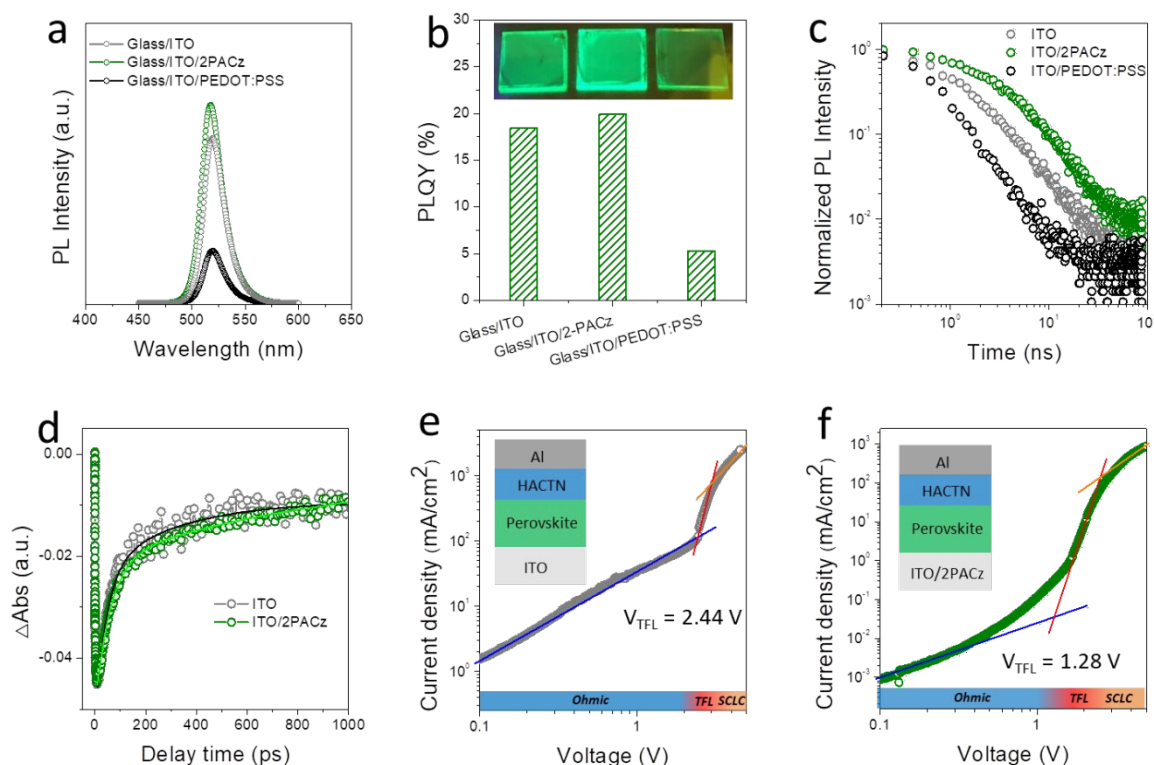 a
Glass/ITO
Glass/ITO/2PACz
Glass/ITO/PEDOT:PSS
PL Intensity (a.u.)
400 450 500 550 600 650
Wavelength (nm)
b
30
25
20
15
10
5
0
PLQY (%)
Glass/ITO
Glass/ITO/2-PACz
Glass/ITO/PEDOT:PSS
c
ITO
ITO/2PACz
ITO/PEDOT:PSS
10⁰
10⁻¹
10⁻²
10⁻³
Normalized PL Intensity
10⁰ 10¹ 10
Time (ns)
d
0.00
-0.02
-0.04
△Abs (a.u.)
ITO
ITO/2PACz
0 200 400 600 800 1000
Delay time (ps)
e
10³
10²
10¹
10⁰
Current density (mA/cm²)
Al
HACTN
Perovskite
ITO
V_TFL = 2.44 V
Ohmic TFL SCLC
0.1 1
Voltage (V)
f
10³
10²
10¹
10⁰
10⁻¹
10⁻²
10⁻³
Current density (mA/cm²)
Al
HACTN
Perovskite
ITO/2PACz
V_TFL = 1.28 V
Ohmic TFL SCLC
0.1 1
Voltage (V)